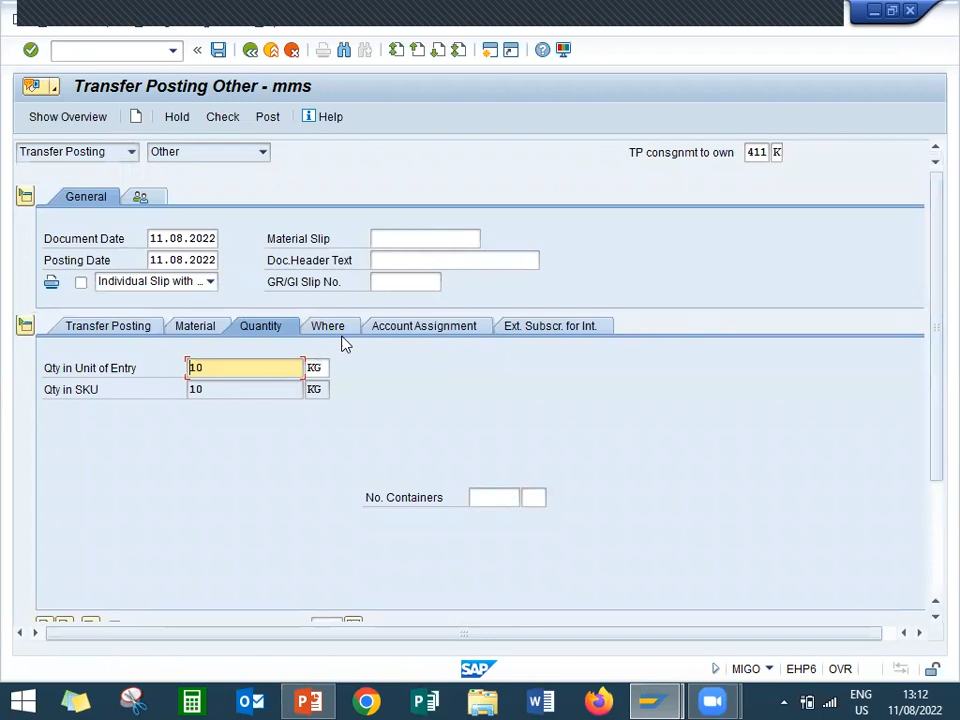 Transfer Posting Other - mms
Show Overview Hold Check Post Help
Transfer Posting Other TP consgnmt to own 411 K
General
Document Date 11.08.2022 Material Slip
Posting Date 11.08.2022 Doc.Header Text
Individual Slip with ... GR/GI Slip No.
Transfer Posting Material Quantity Where Account Assignment Ext. Subscr. for Int.
Qty in Unit of Entry 10 KG
Qty in SKU 10 KG
No. Containers
SAP MIGO EHP6 OVR
ENG 13:12
US 11/08/2022